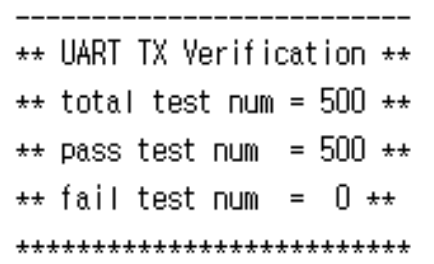 --------------------------
** UART TX Verification **
** total test num = 500 **
** pass test num  = 500 **
** fail test num  =  0 **
**************************